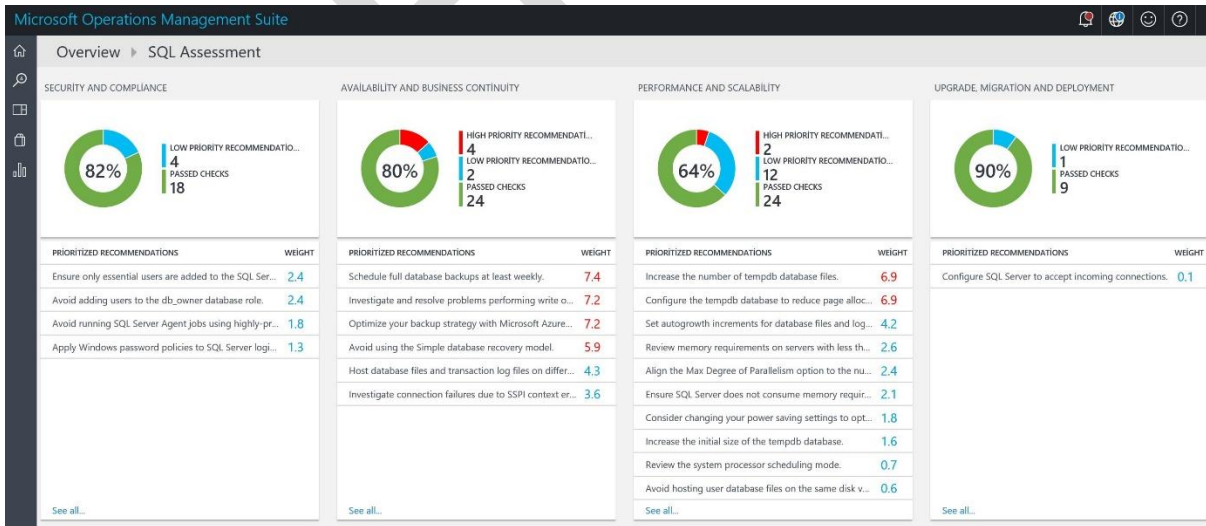 Microsoft Operations Management Suite
Overview SQL Assessment
SECURITY AND COMPLIANCE
82%
LOW PRIORITY RECOMMENDATIO...
4
PASSED CHECKS
18
PRIORITIZED RECOMMENDATIONS WEIGHT
Ensure only essential users are added to the SQL Ser... 2.4
Avoid adding users to the db_owner database role. 2.4
Avoid running SQL Server Agent jobs using highly-pr... 1.8
Apply Windows password policies to SQL Server logi... 1.3
See all...
AVAILABILITY AND BUSINESS CONTINUITY
80%
HIGH PRIORITY RECOMMENDATI...
4
LOW PRIORITY RECOMMENDATIO...
2
PASSED CHECKS
24
PRIORITIZED RECOMMENDATIONS WEIGHT
Schedule full database backups at least weekly. 7.4
Investigate and resolve problems performing write o... 7.2
Optimize your backup strategy with Microsoft Azure... 7.2
Avoid using the Simple database recovery model. 5.9
Host database files and transaction log files on differ... 4.3
Investigate connection failures due to SSPI context er... 3.6
See all...
PERFORMANCE AND SCALABILITY
64%
HIGH PRIORITY RECOMMENDATI...
2
LOW PRIORITY RECOMMENDATIO...
12
PASSED CHECKS
24
PRIORITIZED RECOMMENDATIONS WEIGHT
Increase the number of tempdb database files. 6.9
Configure the tempdb database to reduce page alloc... 6.9
Set autogrowth increments for database files and log... 4.2
Review memory requirements on servers with less th... 2.6
Align the Max Degree of Parallelism option to the nu... 2.4
Ensure SQL Server does not consume memory requir... 2.1
Consider changing your power saving settings to opt... 1.8
Increase the initial size of the tempdb database. 1.6
Review the system processor scheduling mode. 0.7
Avoid hosting user database files on the same disk v... 0.6
See all...
UPGRADE, MIGRATION AND DEPLOYMENT
90%
LOW PRIORITY RECOMMENDATIO...
1
PASSED CHECKS
9
PRIORITIZED RECOMMENDATIONS WEIGHT
Configure SQL Server to accept incoming connections. 0.1
See all...